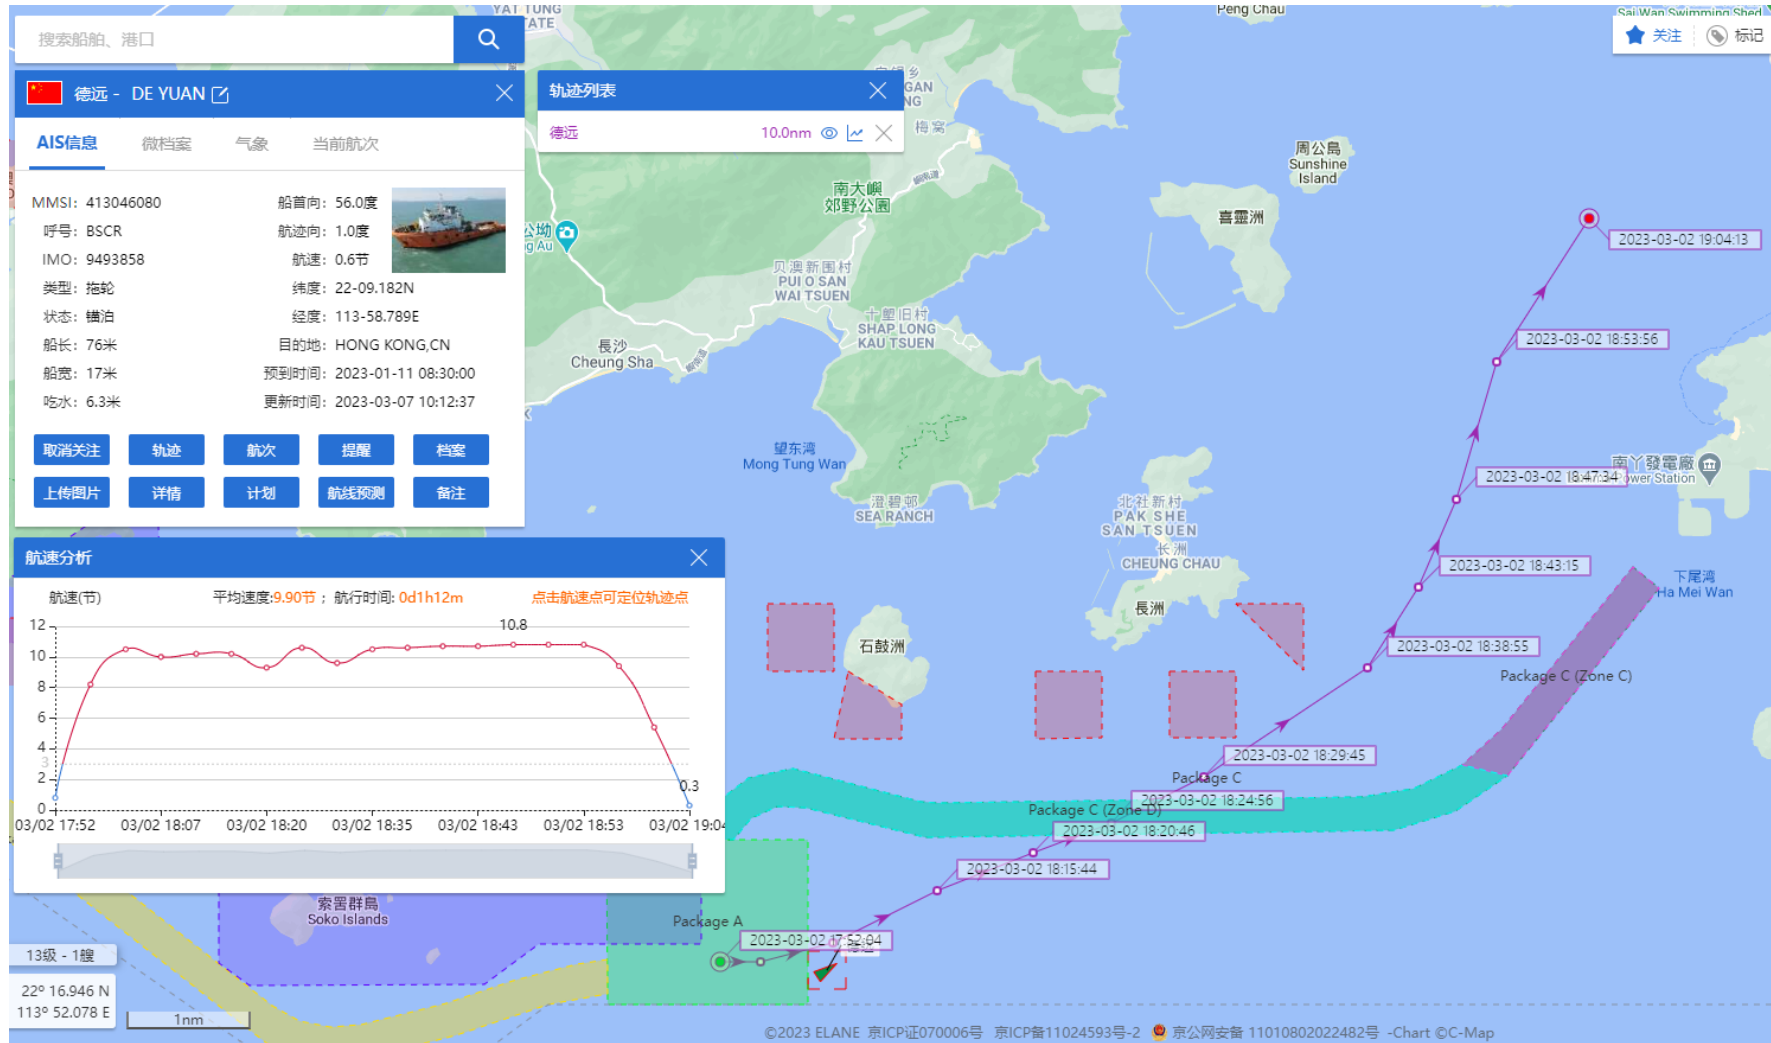 搜索船舶、港口
YAT TUNG
ESTATE
Peng Chau
Sai Wan Swimming Shed
关注
标记
德远 - DE YUAN
轨迹列表
德远
10.0nm
AIS信息
微档案
气象
当前航次
MMSI: 413046080
船首向: 56.0度
呼号: BSCR
航迹向: 1.0度
IMO: 9493858
航速: 0.6节
类型: 拖轮
纬度: 22-09.182N
状态: 锚泊
经度: 113-58.789E
船长: 76米
目的地: HONG KONG,CN
船宽: 17米
预到时间: 2023-01-11 08:30:00
吃水: 6.3米
更新时间: 2023-03-07 10:12:37
取消关注
轨迹
航次
提醒
档案
上传图片
详情
计划
航线预测
备注
梅窝
南大嶼
郊野公園
周公島
Sunshine
Island
喜靈洲
贝澳新围村
PUI O SAN
WAI TSUEN
十塱旧村
SHAP LONG
KAU TSUEN
長沙
Cheung Sha
望东湾
Mong Tung Wan
澄碧邨
SEA RANCH
北社新村
PAK SHE
SAN TSUEN
长洲
CHEUNG CHAU
長洲
石鼓洲
南丫發電廠
Power Station
下尾湾
Ha Mei Wan
2023-03-02 19:04:13
2023-03-02 18:53:56
2023-03-02 18:47:34
2023-03-02 18:43:15
2023-03-02 18:38:55
Package C (Zone C)
2023-03-02 18:29:45
Package C
2023-03-02 18:24:56
Package C (Zone D)
2023-03-02 18:20:46
2023-03-02 18:15:44
Package A
2023-03-02 17:52:04
航速分析
航速(节)
平均速度:9.90节 ; 航行时间: 0d1h12m
点击航速点可定位轨迹点
12
10
8
6
4
3
2
0
10.8
0.3
03/02 17:52
03/02 18:07
03/02 18:20
03/02 18:35
03/02 18:43
03/02 18:53
03/02 19:04
索罟群島
Soko Islands
13级 - 1艘
22º 16.946 N
113º 52.078 E
1nm
©2023 ELANE 京ICP证070006号 京ICP备11024593号-2 京公网安备 11010802022482号 -Chart ©C-Map